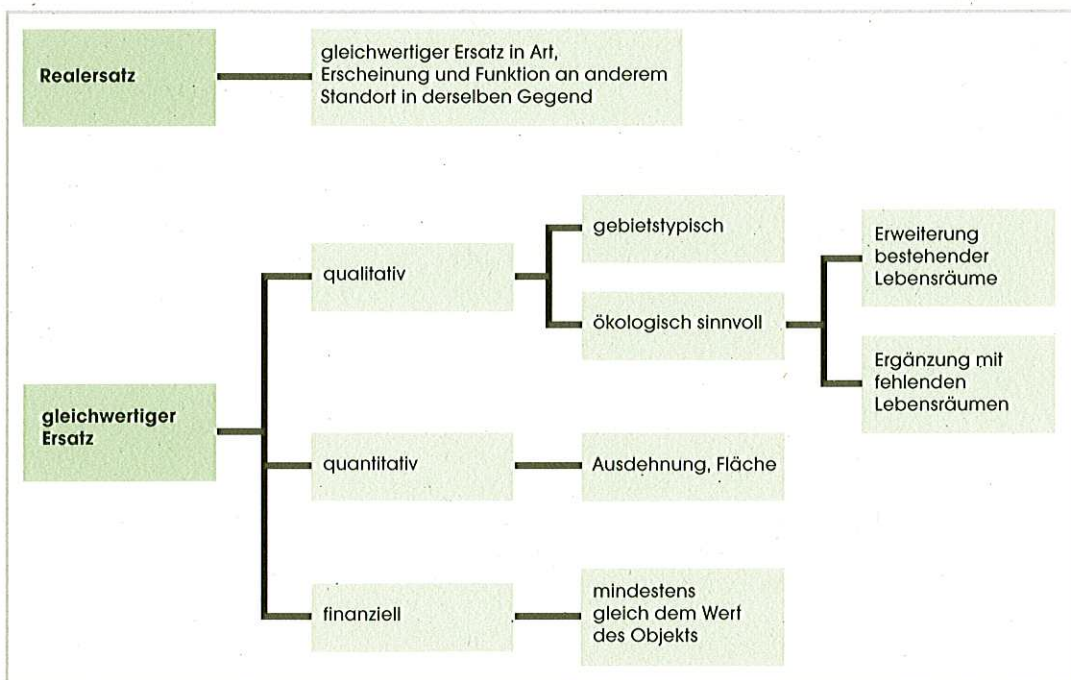 Realersatz
gleichwertiger Ersatz in Art,
Erscheinung und Funktion an anderem
Standort in derselben Gegend
gleichwertiger
Ersatz
qualitativ
gebietstypisch
ökologisch sinnvoll
Erweiterung
bestehender
Lebensräume
Ergänzung mit
fehlenden
Lebensräumen
quantitativ
Ausdehnung, Fläche
finanziell
mindestens
gleich dem Wert
des Objekts